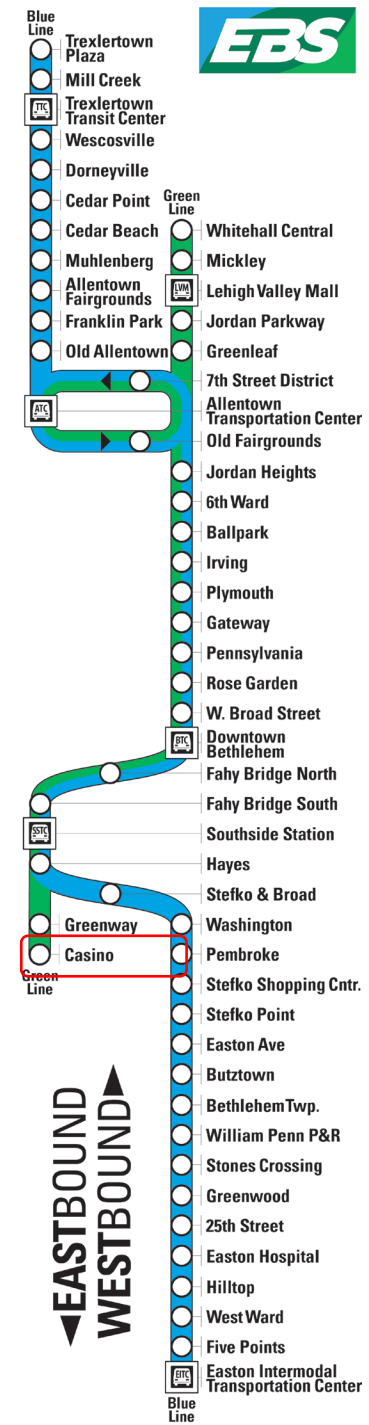 EBS
Blue
Line
Trexlertown
Plaza
Mill Creek
TTC
Trexlertown
Transit Center
Wescosville
Dorneyville
Cedar Point
Cedar Beach
Muhlenberg
Allentown
Fairgrounds
Franklin Park
Old Allentown
Green
Line
Whitehall Central
Mickley
LVM
Lehigh Valley Mall
Jordan Parkway
Greenleaf
7th Street District
ATC
Allentown
Transportation Center
Old Fairgrounds
Jordan Heights
6th Ward
Ballpark
Irving
Plymouth
Gateway
Pennsylvania
Rose Garden
W. Broad Street
BTC
Downtown
Bethlehem
Fahy Bridge North
Fahy Bridge South
SSTC
Southside Station
Hayes
Stefko & Broad
Greenway
Washington
Casino
Pembroke
Green
Line
Stefko Shopping Cntr.
Stefko Point
Easton Ave
Butztown
Bethlehem Twp.
William Penn P&R
Stones Crossing
Greenwood
25th Street
Easton Hospital
Hilltop
West Ward
Five Points
EITC
Easton Intermodal
Transportation Center
Blue
Line
EASTBOUND
WESTBOUND